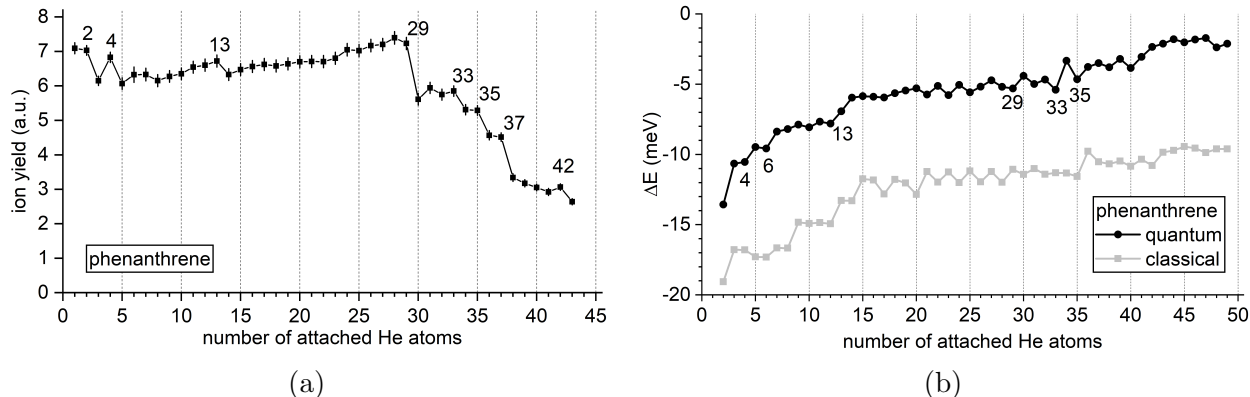 8
7
6
5
4
3
2
1
0
ion yield (a.u.)
2
4
13
29
33
35
37
42
phenanthrene
0 5 10 15 20 25 30 35 40 45
number of attached He atoms
(a)
0
-5
-10
-15
-20
ΔE (meV)
4
6
13
29
33
35
phenanthrene
quantum
classical
0 5 10 15 20 25 30 35 40 45 50
number of attached He atoms
(b)